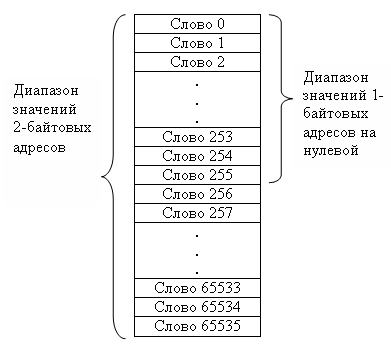 Диапазон
значений
2-байтовых
адресов
Слово 0
Слово 1
Слово 2
.
.
.
Слово 253
Слово 254
Слово 255
Слово 256
Слово 257
.
.
.
Слово 65533
Слово 65534
Слово 65535
Диапазон
значений 1-
байтовых
адресов на
нулевой